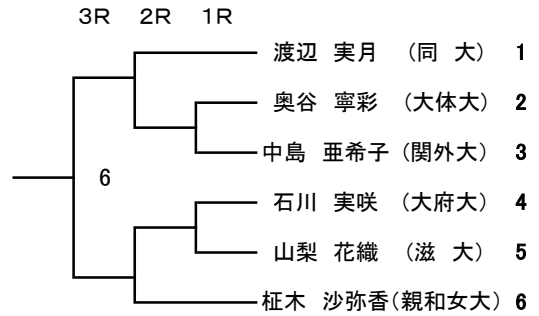 3R 2R 1R
渡辺 実月 (同 大) 1
奥谷 寧彩 (大体大) 2
中島 亜希子 (関外大) 3
6
石川 実咲 (大府大) 4
山梨 花織 (滋 大) 5
柾木 沙弥香(親和女大) 6